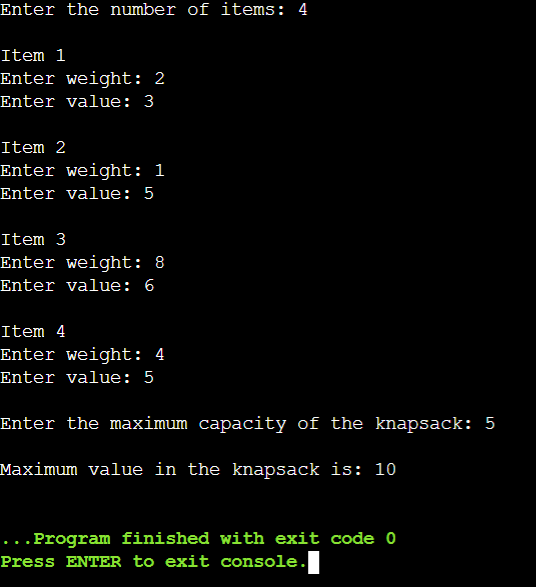 Enter the number of items: 4
Item 1
Enter weight: 2
Enter value: 3
Item 2
Enter weight: 1
Enter value: 5
Item 3
Enter weight: 8
Enter value: 6
Item 4
Enter weight: 4
Enter value: 5
Enter the maximum capacity of the knapsack: 5
Maximum value in the knapsack is: 10
...Program finished with exit code 0
Press ENTER to exit console.